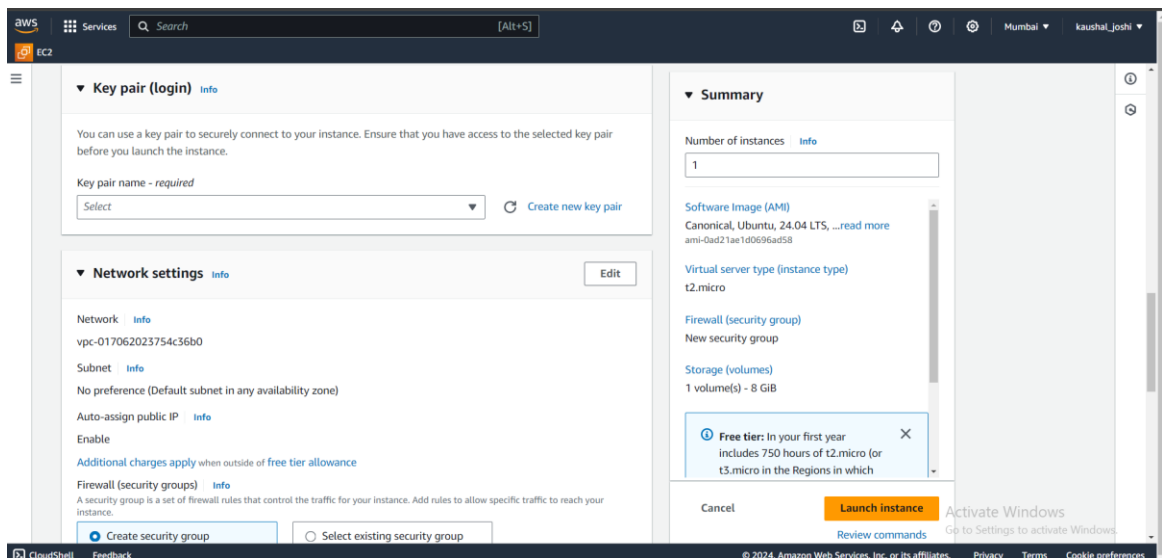 aws
Services
Search
[Alt+S]
Mumbai
kaushal_joshi
EC2
Key pair (login) Info
You can use a key pair to securely connect to your instance. Ensure that you have access to the selected key pair
before you launch the instance.
Key pair name - required
Select
Create new key pair
Network settings Info
Edit
Network Info
vpc-017062023754c36b0
Subnet Info
No preference (Default subnet in any availability zone)
Auto-assign public IP Info
Enable
Additional charges apply when outside of free tier allowance
Firewall (security groups) Info
A security group is a set of firewall rules that control the traffic for your instance. Add rules to allow specific traffic to reach your
instance.
Create security group
Select existing security group
Summary
Number of instances Info
1
Software Image (AMI)
Canonical, Ubuntu, 24.04 LTS, ...read more
ami-0ad21ae1d0696ad58
Virtual server type (instance type)
t2.micro
Firewall (security group)
New security group
Storage (volumes)
1 volume(s) - 8 GiB
Free tier: In your first year
includes 750 hours of t2.micro (or
t3.micro in the Regions in which
Cancel
Launch instance
Review commands
Activate Windows
Go to Settings to activate Windows.
CloudShell
Feedback
© 2024, Amazon Web Services, Inc. or its affiliates.
Privacy
Terms
Cookie preferences